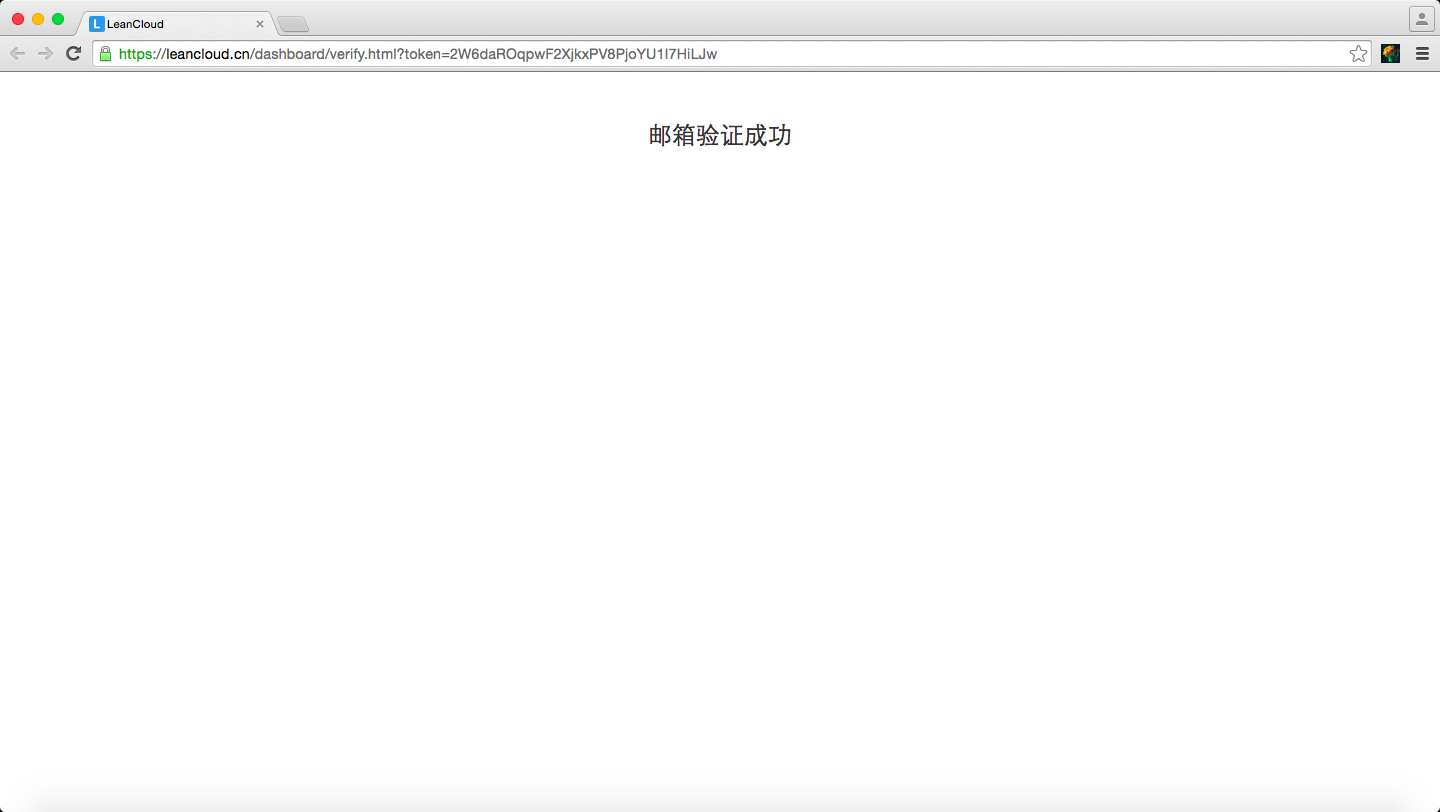 L LeanCloud
https://leancloud.cn/dashboard/verify.html?token=2W6daROqpwF2XjkxPV8PjoYU1I7HiLJw
邮箱验证成功